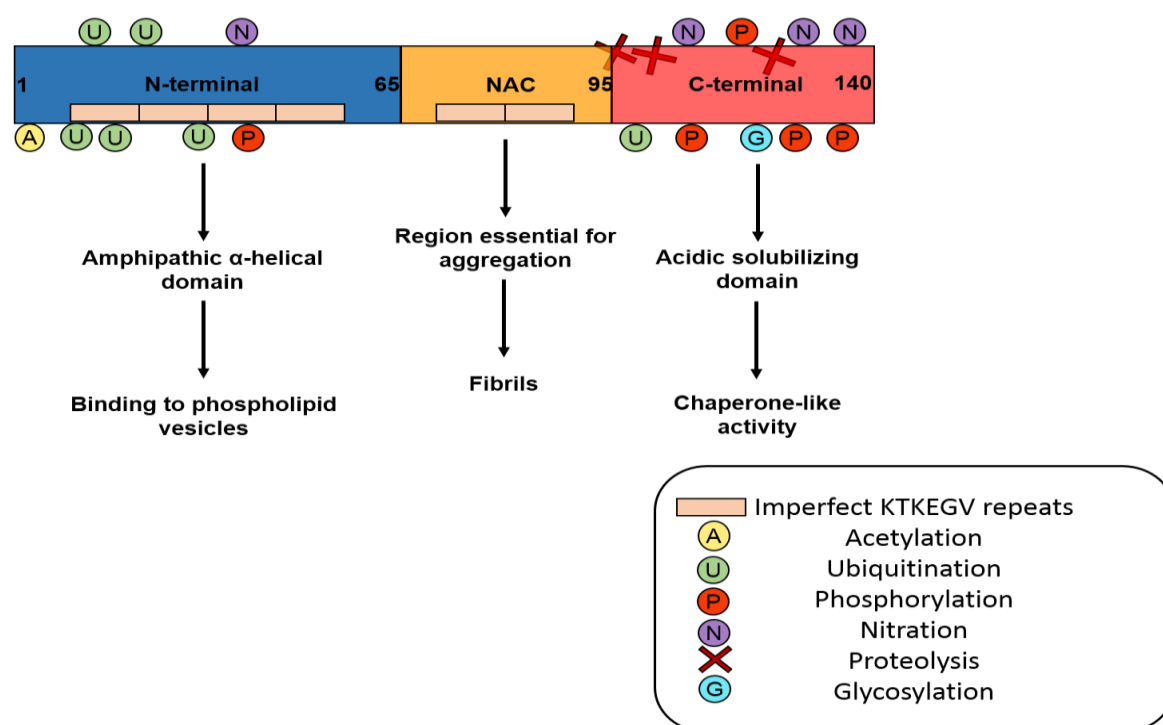 U U N N P N N
1 N-terminal 65 NAC 95 C-terminal 140
A U U U P U P G P P
Amphipathic α-helical
domain
Binding to phospholipid
vesicles
Region essential for
aggregation
Fibrils
Acidic solubilizing
domain
Chaperone-like
activity
Imperfect KTKEGV repeats
A Acetylation
U Ubiquitination
P Phosphorylation
N Nitration
Proteolysis
G Glycosylation